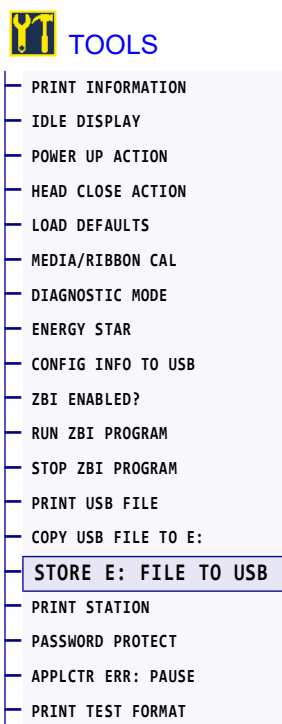 TOOLS
PRINT INFORMATION
IDLE DISPLAY
POWER UP ACTION
HEAD CLOSE ACTION
LOAD DEFAULTS
MEDIA/RIBBON CAL
DIAGNOSTIC MODE
ENERGY STAR
CONFIG INFO TO USB
ZBI ENABLED?
RUN ZBI PROGRAM
STOP ZBI PROGRAM
PRINT USB FILE
COPY USB FILE TO E:
STORE E: FILE TO USB
PRINT STATION
PASSWORD PROTECT
APPLCTR ERR: PAUSE
PRINT TEST FORMAT